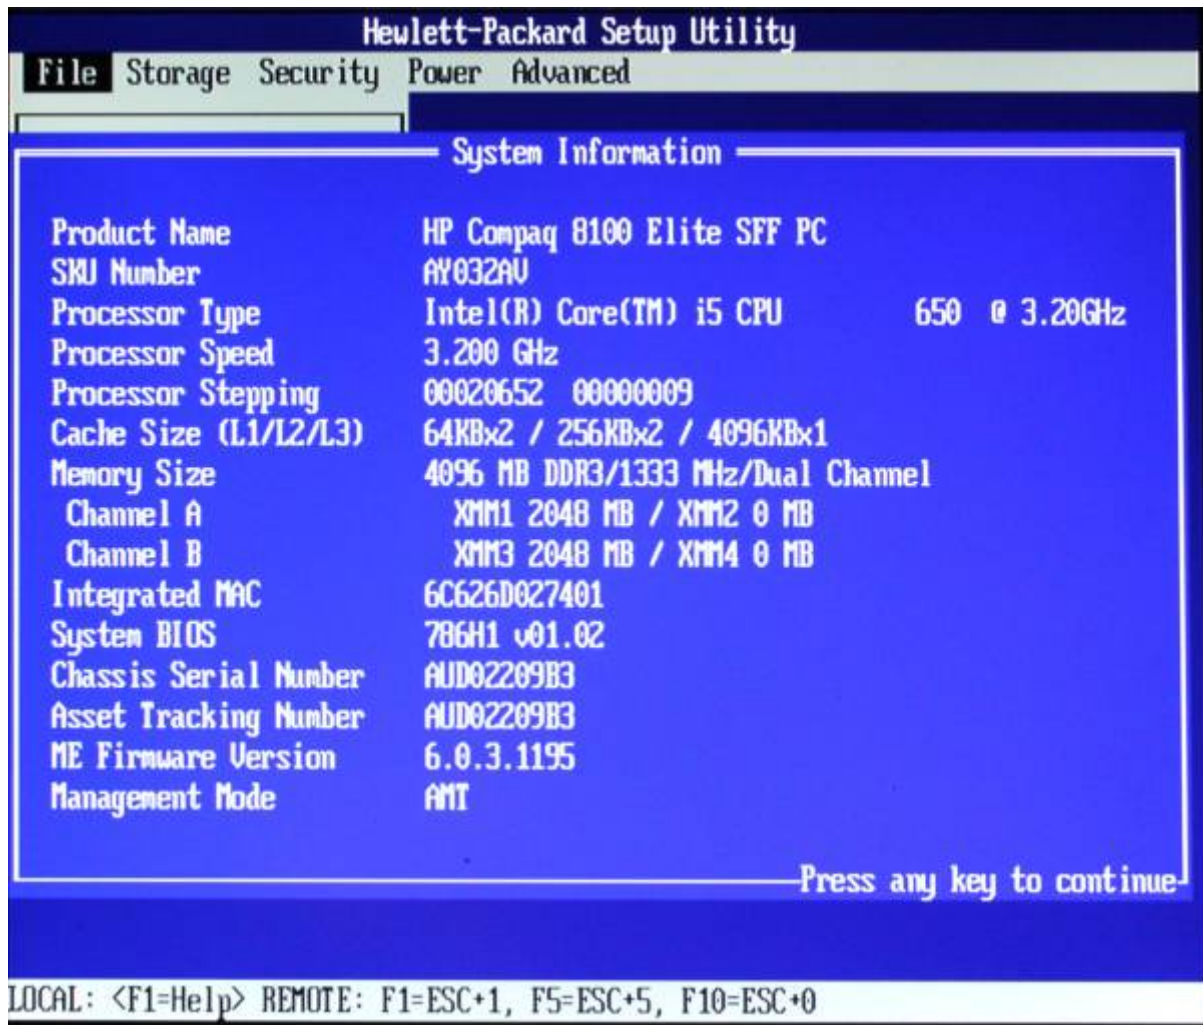 Hewlett-Packard Setup Utility
File Storage Security Power Advanced
System Information
Product Name HP Compaq 8100 Elite SFF PC
SKU Number AY032AV
Processor Type Intel(R) Core(TM) i5 CPU 650 @ 3.20GHz
Processor Speed 3.200 GHz
Processor Stepping 00020652 00000009
Cache Size (L1/L2/L3) 64KBx2 / 256KBx2 / 4096KBx1
Memory Size 4096 MB DDR3/1333 MHz/Dual Channel
Channel A XMM1 2048 MB / XMM2 0 MB
Channel B XMM3 2048 MB / XMM4 0 MB
Integrated MAC 6C626D027401
System BIOS 786H1 v01.02
Chassis Serial Number AUD02209B3
Asset Tracking Number AUD02209B3
ME Firmware Version 6.0.3.1195
Management Mode AMT
Press any key to continue
LOCAL: <F1=Help> REMOTE: F1=ESC+1, F5=ESC+5, F10=ESC+0